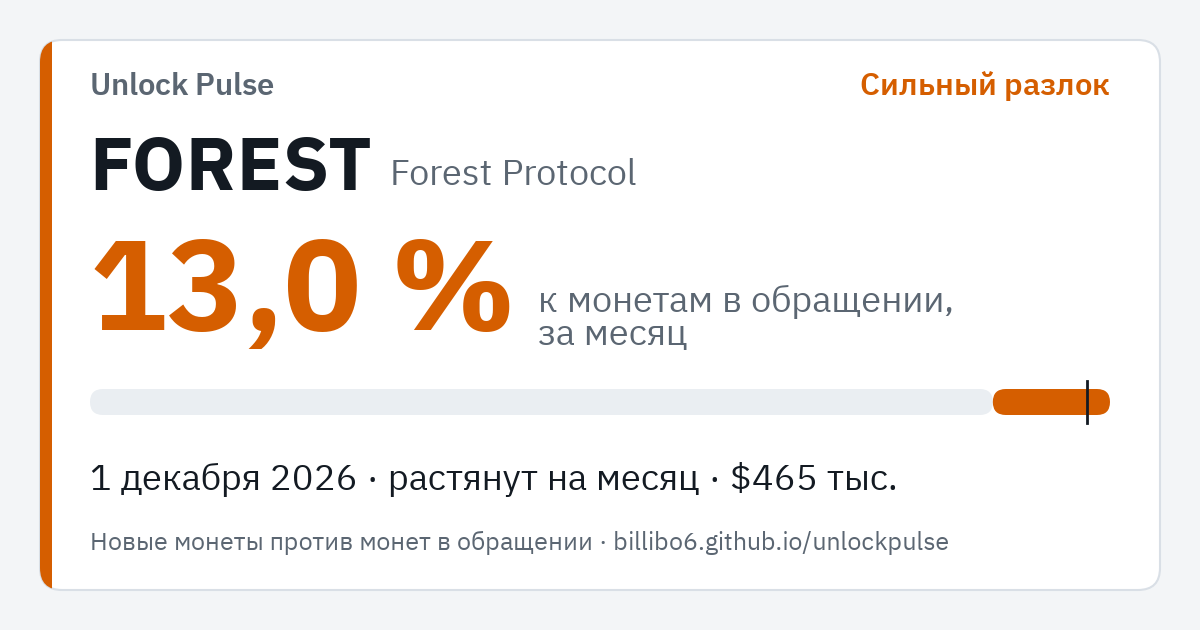 Unlock Pulse
Сильный разлок
FOREST Forest Protocol
13,0 % к монетам в обращении,
за месяц
1 декабря 2026 · растянут на месяц · $465 тыс.
Новые монеты против монет в обращении · billibo6.github.io/unlockpulse